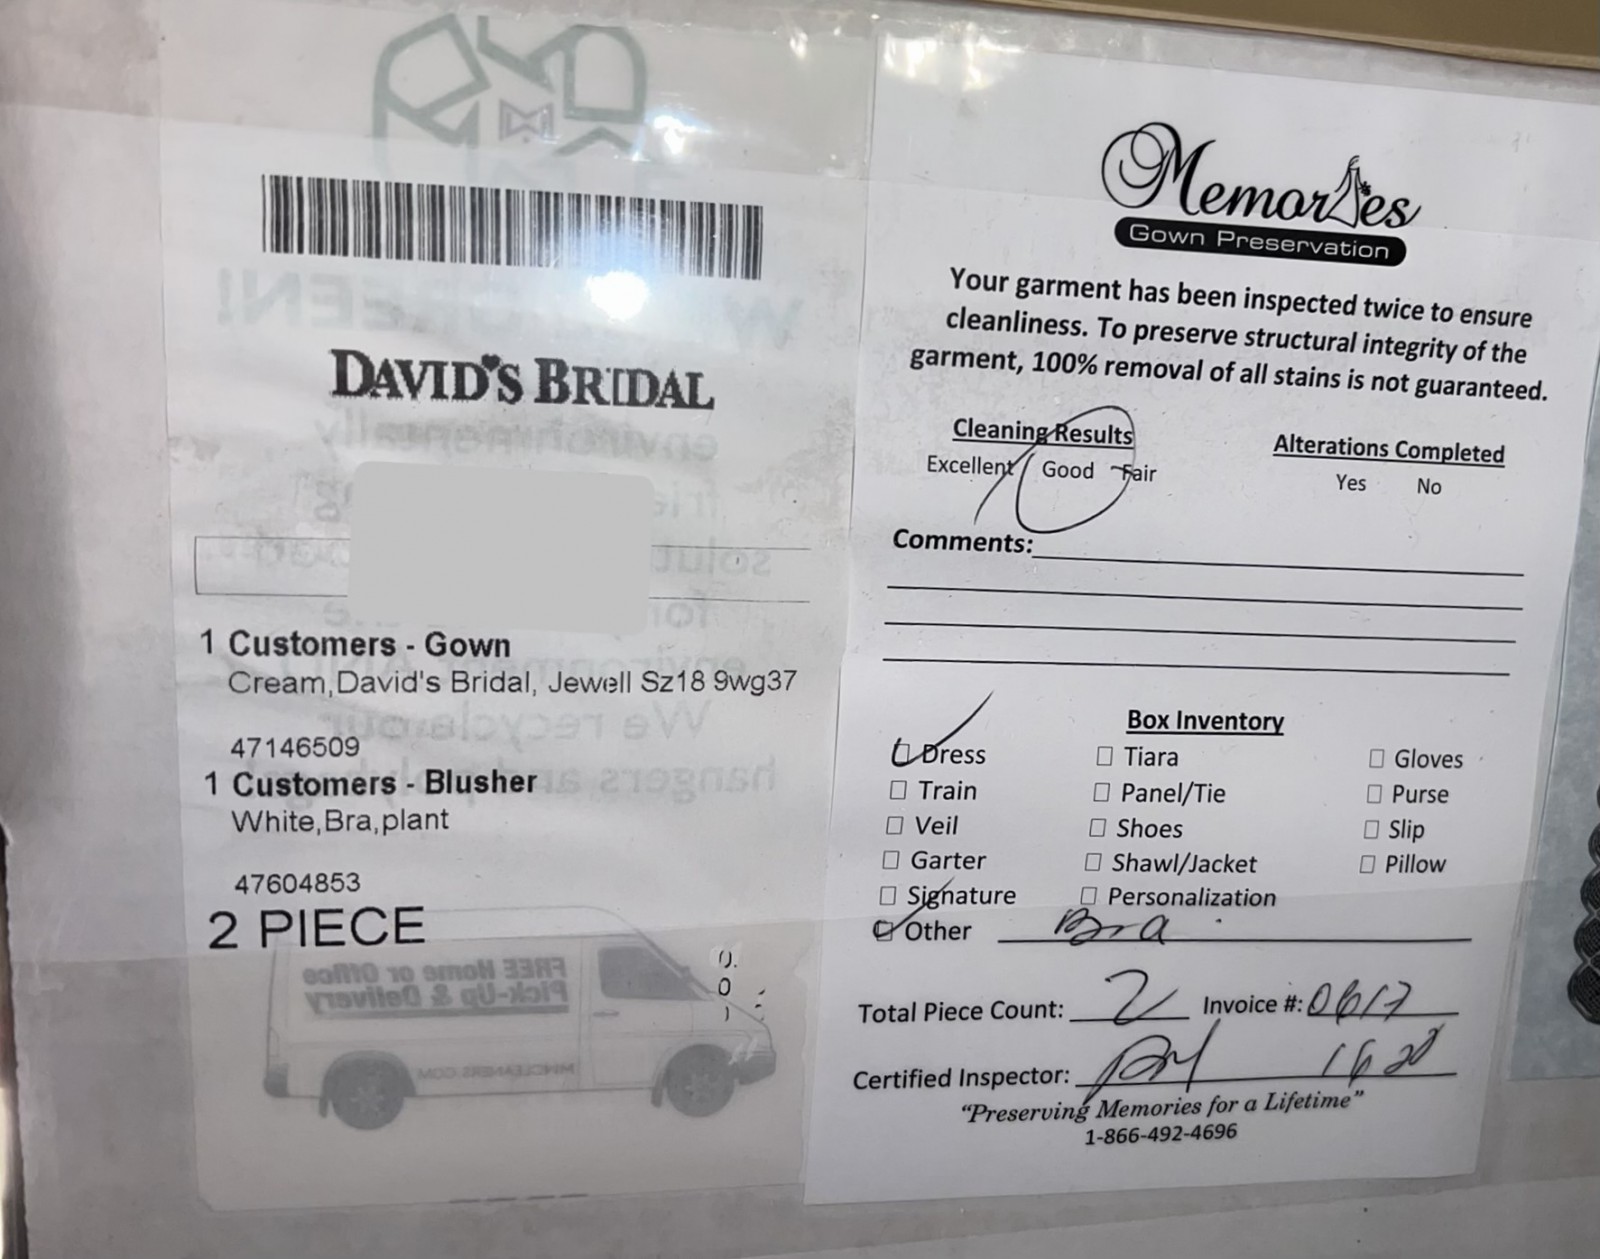 DAVID'S BRIDAL
1 Customers - Gown
Cream,David's Bridal, Jewell Sz18 9wg37
47146509
1 Customers - Blusher
White,Bra,plant
47604853
2 PIECE
FREE Home or Office
Pick-Up & Delivery
Memories
Gown Preservation
Your garment has been inspected twice to ensure
cleanliness. To preserve structural integrity of the
garment, 100% removal of all stains is not guaranteed.
Cleaning Results
Excellent Good Fair
Alterations Completed
Yes No
Comments:
Box Inventory
Dress Tiara Gloves
Train Panel/Tie Purse
Veil Shoes Slip
Garter Shawl/Jacket Pillow
Signature Personalization
Other Bra
Total Piece Count: 2 Invoice #: 0617
Certified Inspector:
"Preserving Memories for a Lifetime"
1-866-492-4696